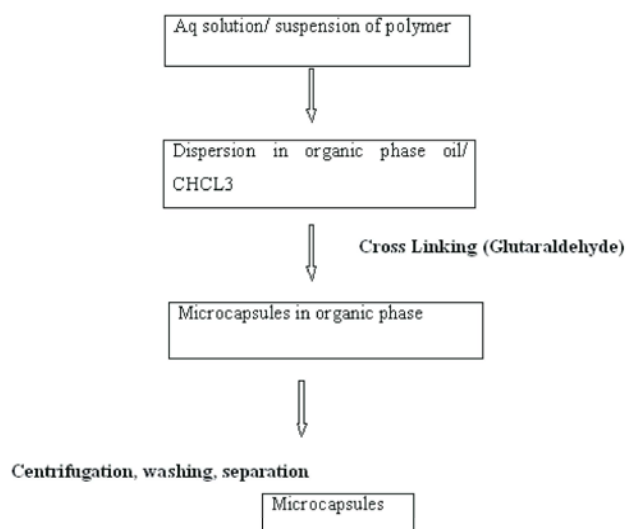 Aq solution/ suspension of polymer
Dispersion in organic phase oil/
CHCL3
Cross Linking (Glutaraldehyde)
Microcapsules in organic phase
Centrifugation, washing, separation
Microcapsules